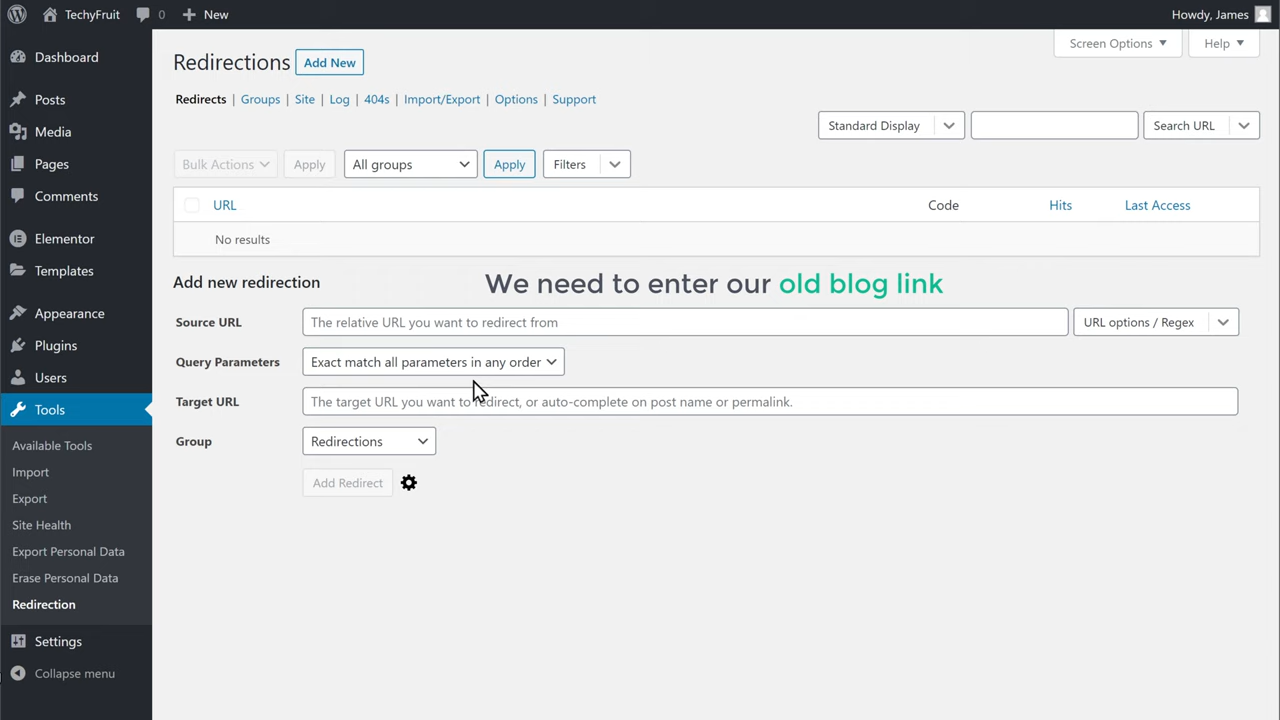 TechyFruit 0 New Howdy, James
Screen Options Help
Dashboard
Posts
Media
Pages
Comments
Elementor
Templates
Appearance
Plugins
Users
Tools
Available Tools
Import
Export
Site Health
Export Personal Data
Erase Personal Data
Redirection
Settings
Collapse menu
Redirections Add New
Redirects | Groups | Site | Log | 404s | Import/Export | Options | Support
Standard Display Search URL
Bulk Actions Apply All groups Apply Filters
URL Code Hits Last Access
No results
Add new redirection
We need to enter our old blog link
Source URL The relative URL you want to redirect from URL options / Regex
Query Parameters Exact match all parameters in any order
Target URL The target URL you want to redirect, or auto-complete on post name or permalink.
Group Redirections
Add Redirect